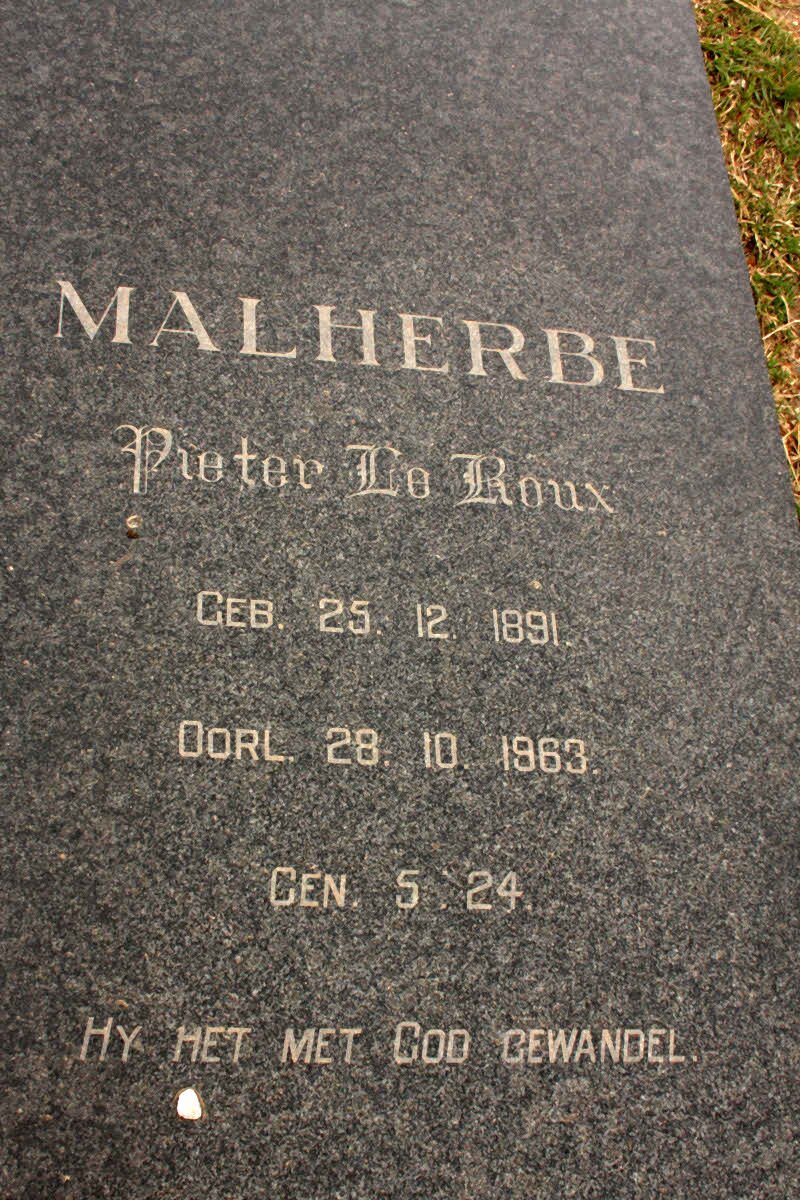 MALHERBE
Pieter Le Roux
GEB. 25. 12. 1891.
OORL. 28. 10. 1963.
GEN. 5 : 24.
HY HET MET GOD GEWANDEL.